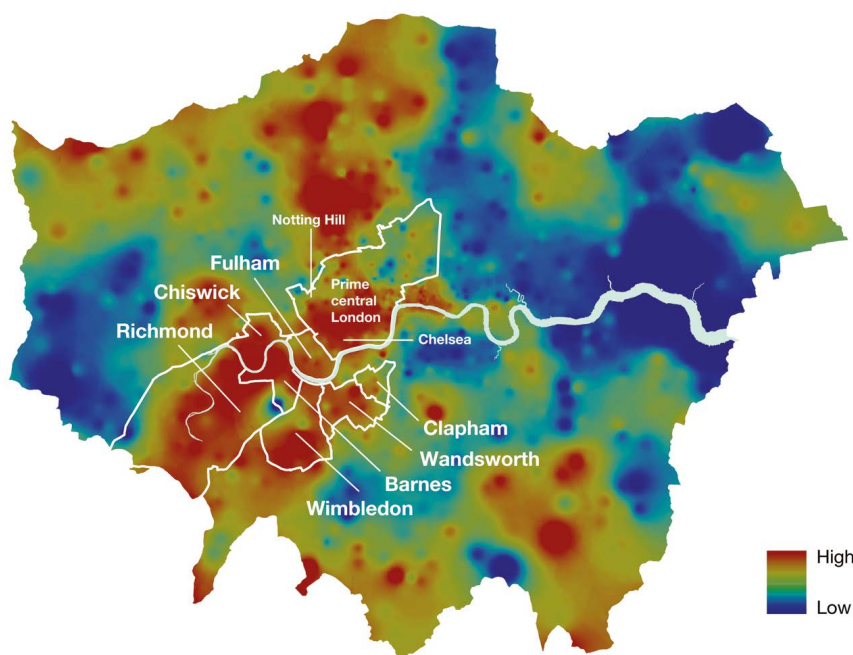 Notting Hill
Fulham
Chiswick
Prime
central
London
Richmond
Chelsea
Clapham
Wandsworth
Barnes
Wimbledon
High
Low